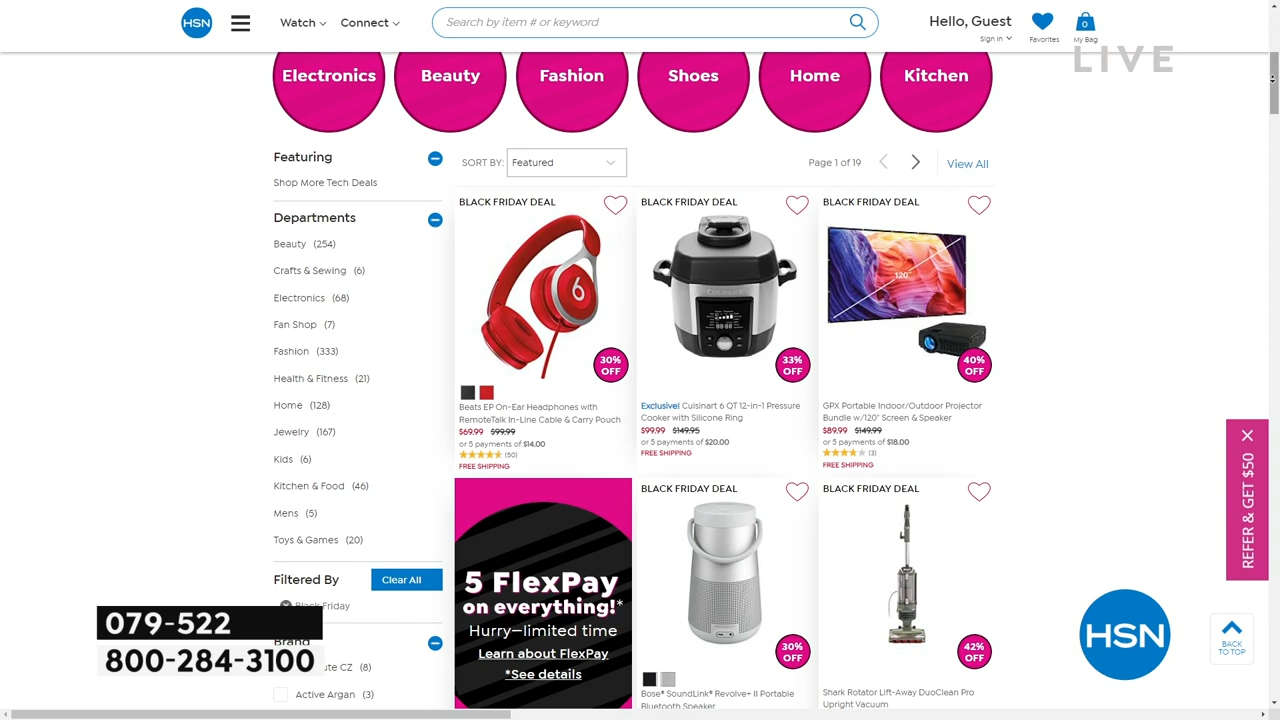 HSN
Watch
Connect
Search by item # or keyword
Hello, Guest
Sign In
Favorites
0
My Bag
LIVE
Electronics
Beauty
Fashion
Shoes
Home
Kitchen
Featuring
Shop More Tech Deals
Departments
Beauty (254)
Crafts & Sewing (6)
Electronics (68)
Fan Shop (7)
Fashion (333)
Health & Fitness (21)
Home (128)
Jewelry (167)
Kids (6)
Kitchen & Food (46)
Mens (5)
Toys & Games (20)
Filtered By
Clear All
Black Friday
Brand
CZ (8)
Active Argan (3)
079-522
800-284-3100
SORT BY: Featured
Page 1 of 19
View All
BLACK FRIDAY DEAL
6
30% OFF
Beats EP On-Ear Headphones with
RemoteTalk In-Line Cable & Carry Pouch
$69.99 $99.99
or 5 payments of $14.00
(50)
FREE SHIPPING
BLACK FRIDAY DEAL
33% OFF
Exclusive! Cuisinart 6 QT 12-in-1 Pressure
Cooker with Silicone Ring
$99.99 $149.95
or 5 payments of $20.00
FREE SHIPPING
BLACK FRIDAY DEAL
120"
40% OFF
GPX Portable Indoor/Outdoor Projector
Bundle w/120" Screen & Speaker
$89.99 $149.99
or 5 payments of $18.00
(3)
FREE SHIPPING
5 FlexPay
on everything!*
Hurry—limited time
Learn about FlexPay
*See details
BLACK FRIDAY DEAL
30% OFF
Bose® SoundLink® Revolve+ II Portable
Bluetooth Speaker
BLACK FRIDAY DEAL
42% OFF
Shark Rotator Lift-Away DuoClean Pro
Upright Vacuum
REFER & GET $50
HSN
BACK
TO TOP